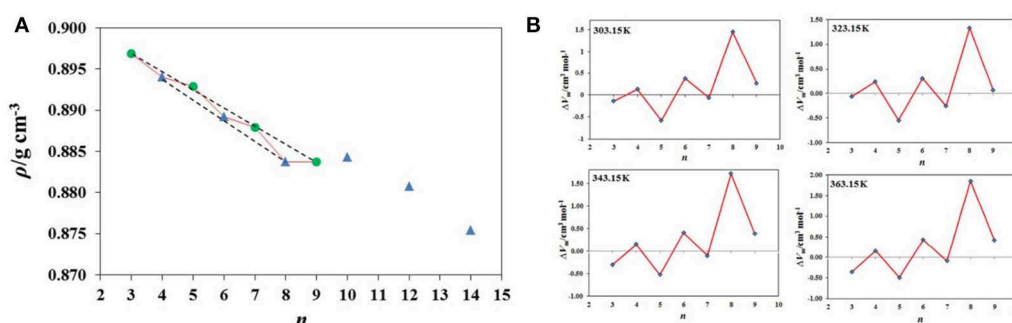 A
0.900
0.895
0.890
0.885
0.880
0.875
0.870
ρ/g cm-3
2 3 4 5 6 7 8 9 10 11 12 13 14 15
n
B
303.15K
1.5
1
0.5
0
-0.5
-1
ΔVm/cm3 mol-1
2 3 4 5 6 7 8 9 10
n
323.15K
1.50
1.00
0.50
0.00
-0.50
-1.00
ΔVm/cm3 mol-1
2 3 4 5 6 7 8 9 10
n
343.15K
1.50
1.00
0.50
0.00
-0.50
-1.00
ΔVm/cm3 mol-1
2 3 4 5 6 7 8 9 10
n
363.15K
2.00
1.50
1.00
0.50
0.00
-0.50
-1.00
ΔVm/cm3 mol-1
2 3 4 5 6 7 8 9
n